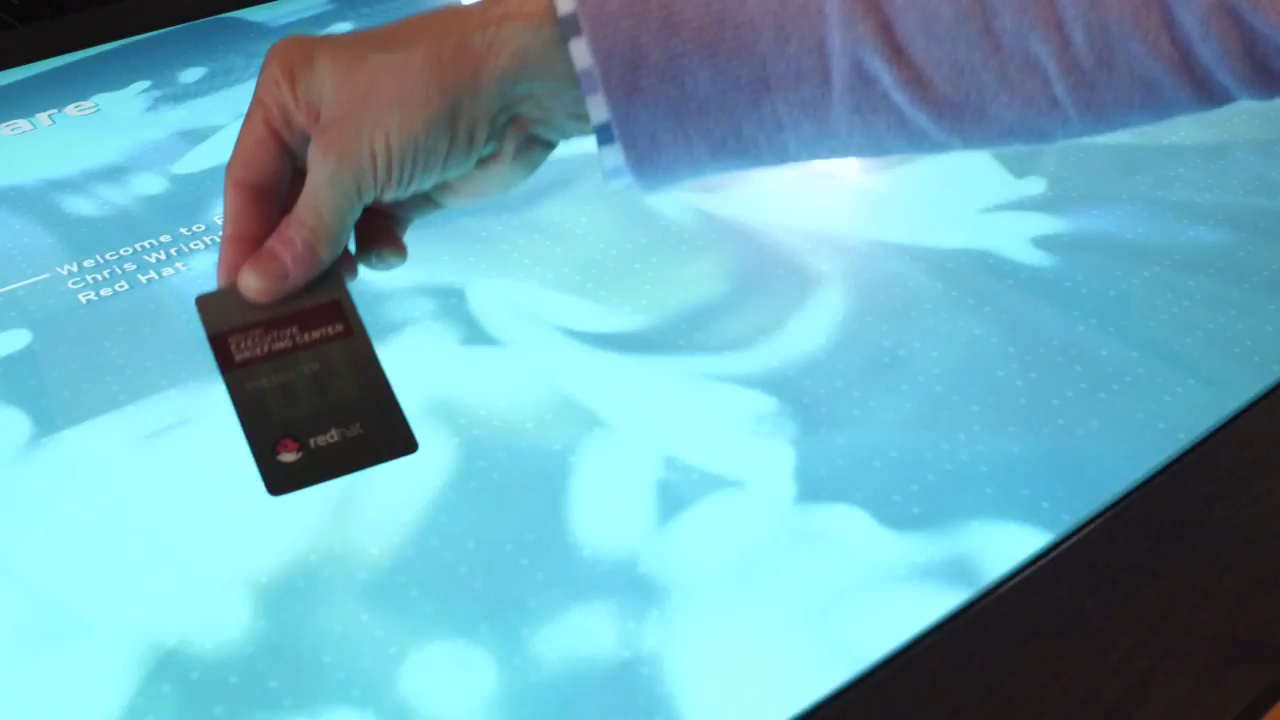 are
Welcome to
Chris Wright
Red Hat
EXECUTIVE
BRIEFING CENTER
redhat